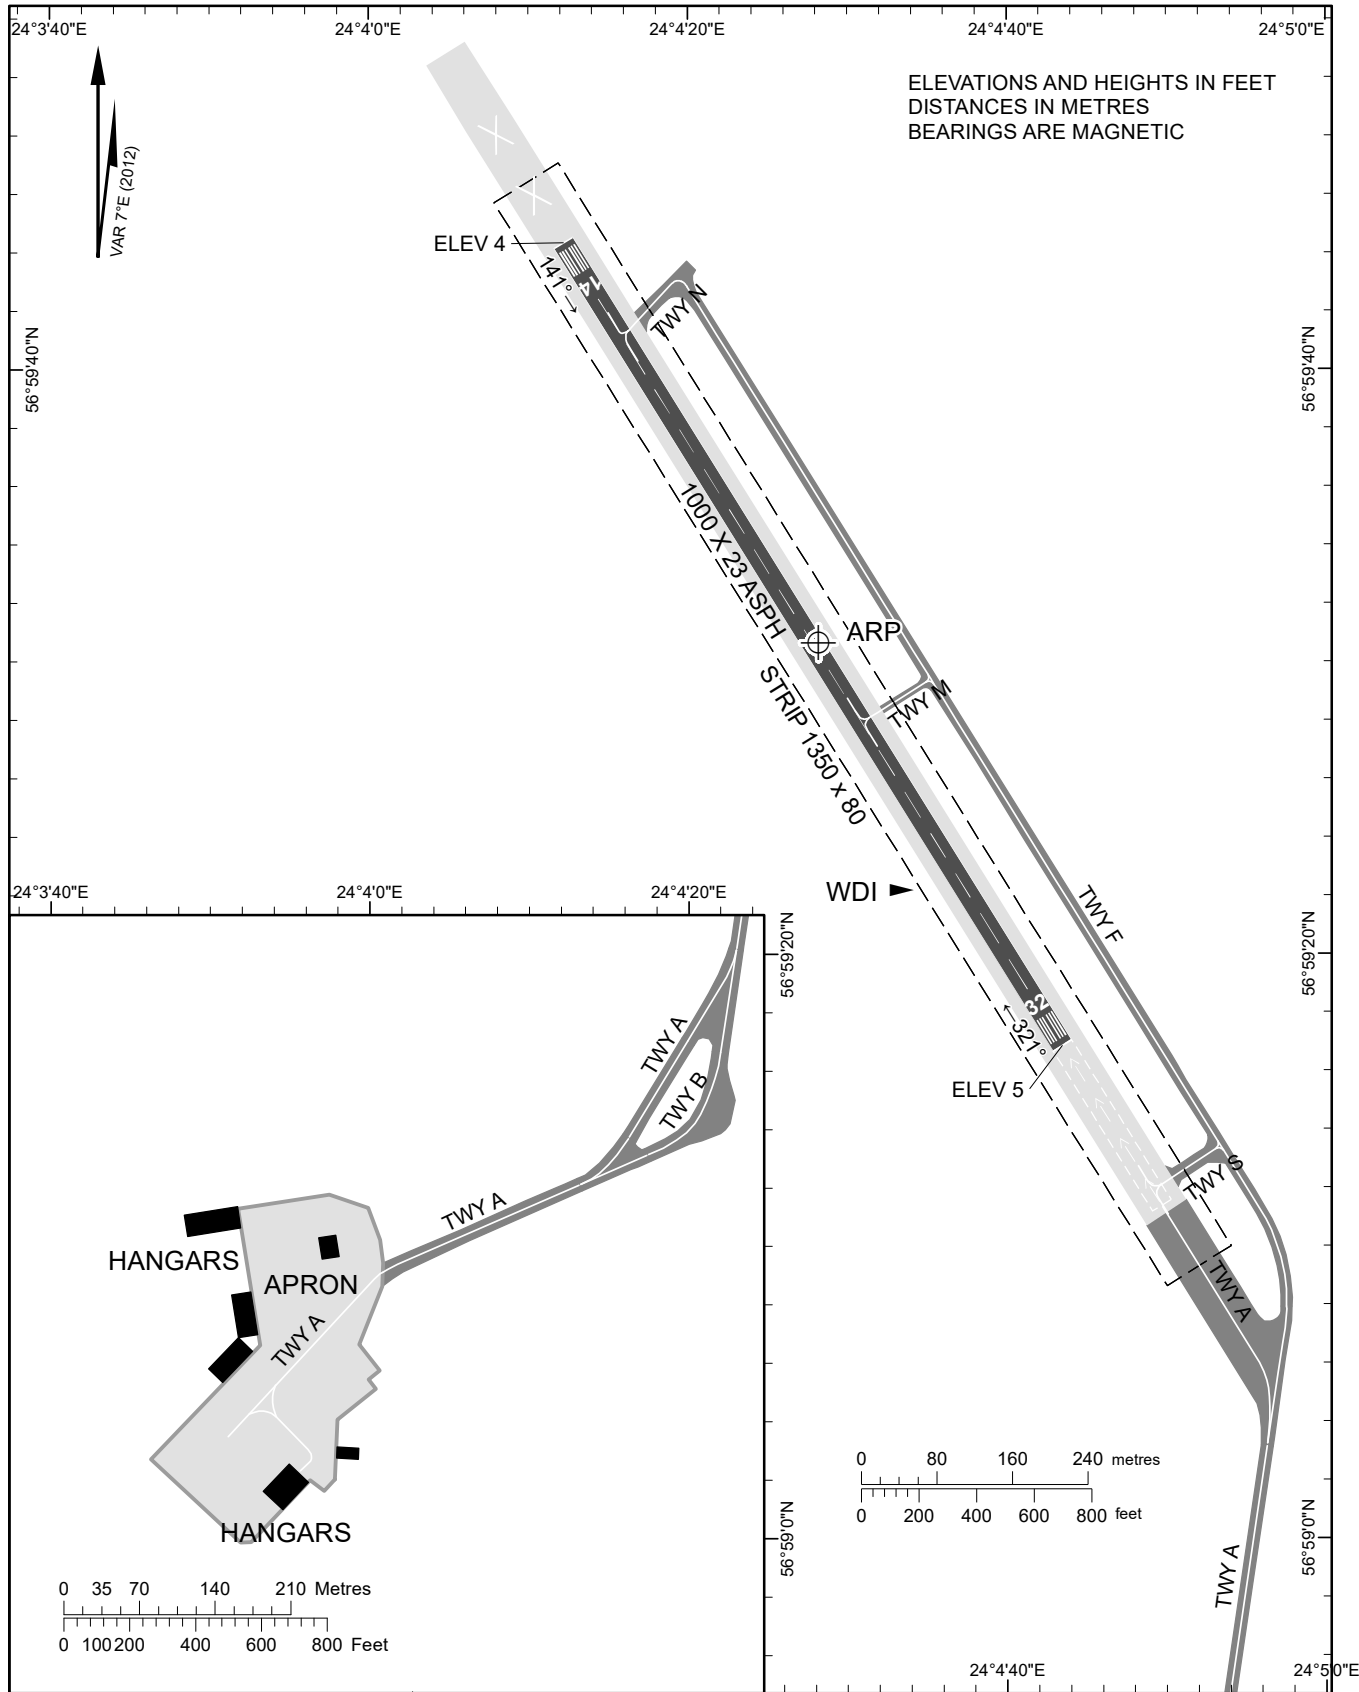 24°3'40"E
24°4'0"E
24°4'20"E
24°4'40"E
24°5'0"E
ELEVATIONS AND HEIGHTS IN FEET
DISTANCES IN METRES
BEARINGS ARE MAGNETIC
VAR 7°E (2012)
ELEV 4
141°
14
TWY N
56°59'40"N
56°59'40"N
1000 X 23 ASPH
ARP
TWY M
STRIP 1350 x 80
WDI
TWY F
24°3'40"E
24°4'0"E
24°4'20"E
56°59'20"N
56°59'20"N
32
321°
ELEV 5
TWY A
TWY B
TWY S
TWY A
TWY A
HANGARS
APRON
TWY A
HANGARS
0 80 160 240 metres
0 200 400 600 800 feet
56°59'0"N
56°59'0"N
TWY A
0 35 70 140 210 Metres
0 100 200 400 600 800 Feet
24°4'40"E
24°5'0"E